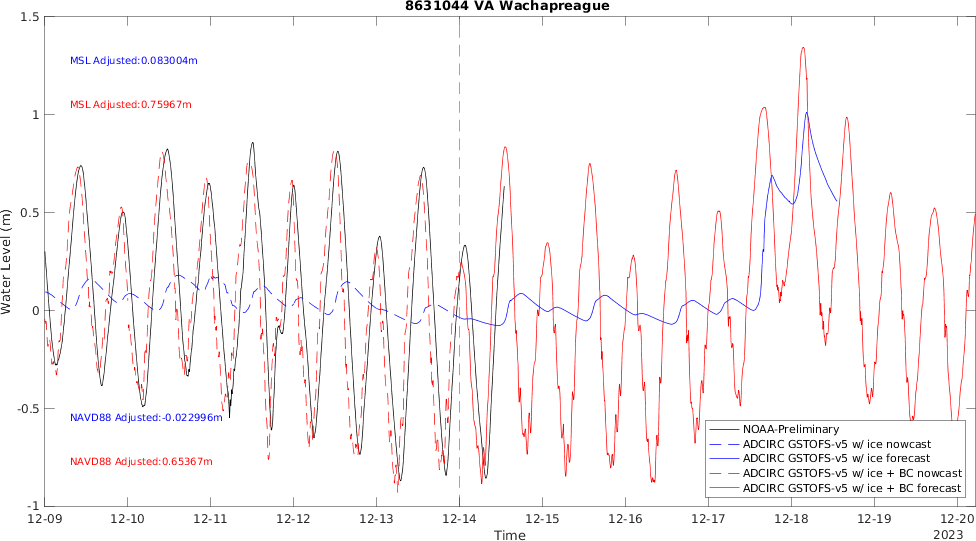 8631044 VA Wachapreague
1.5
MSL Adjusted:0.083004m
MSL Adjusted:0.75967m
1
0.5
Water Level (m)
0
-0.5
NAVD88 Adjusted:-0.022996m
NAVD88 Adjusted:0.65367m
NOAA-Preliminary
ADCIRC GSTOFS-v5 w/ ice nowcast
ADCIRC GSTOFS-v5 w/ ice forecast
ADCIRC GSTOFS-v5 w/ ice + BC nowcast
ADCIRC GSTOFS-v5 w/ ice + BC forecast
-1
12-09 12-10 12-11 12-12 12-13 12-14 12-15 12-16 12-17 12-18 12-19 12-20
Time 2023